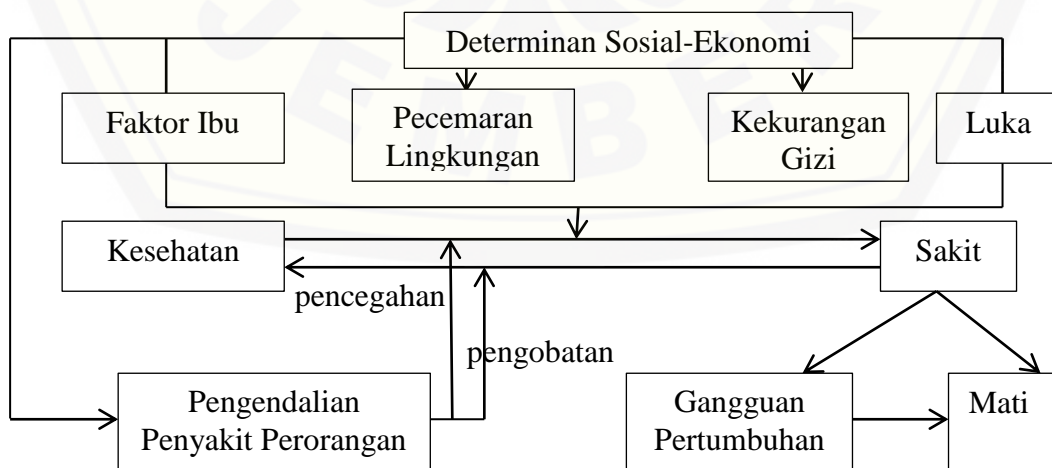 Determinan Sosial-Ekonomi
Faktor Ibu
Pecemaran
Lingkungan
Kekurangan
Gizi
Luka
Kesehatan
Sakit
pencegahan
pengobatan
Pengendalian
Penyakit Perorangan
Gangguan
Pertumbuhan
Mati
JEMBER